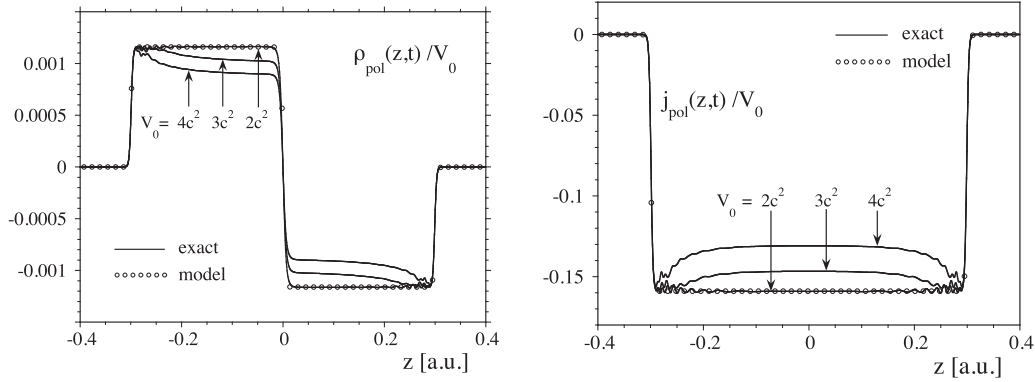 0.001
0.0005
0
-0.0005
-0.001
ρpol(z,t) /V0
V0= 4c² 3c² 2c²
exact
model
-0.4 -0.2 0 0.2 0.4
z [a.u.]
0
-0.05
-0.1
-0.15
exact
model
jpol(z,t) /V0
V0 = 2c² 3c² 4c²
-0.4 -0.2 0 0.2 0.4
z [a.u.]